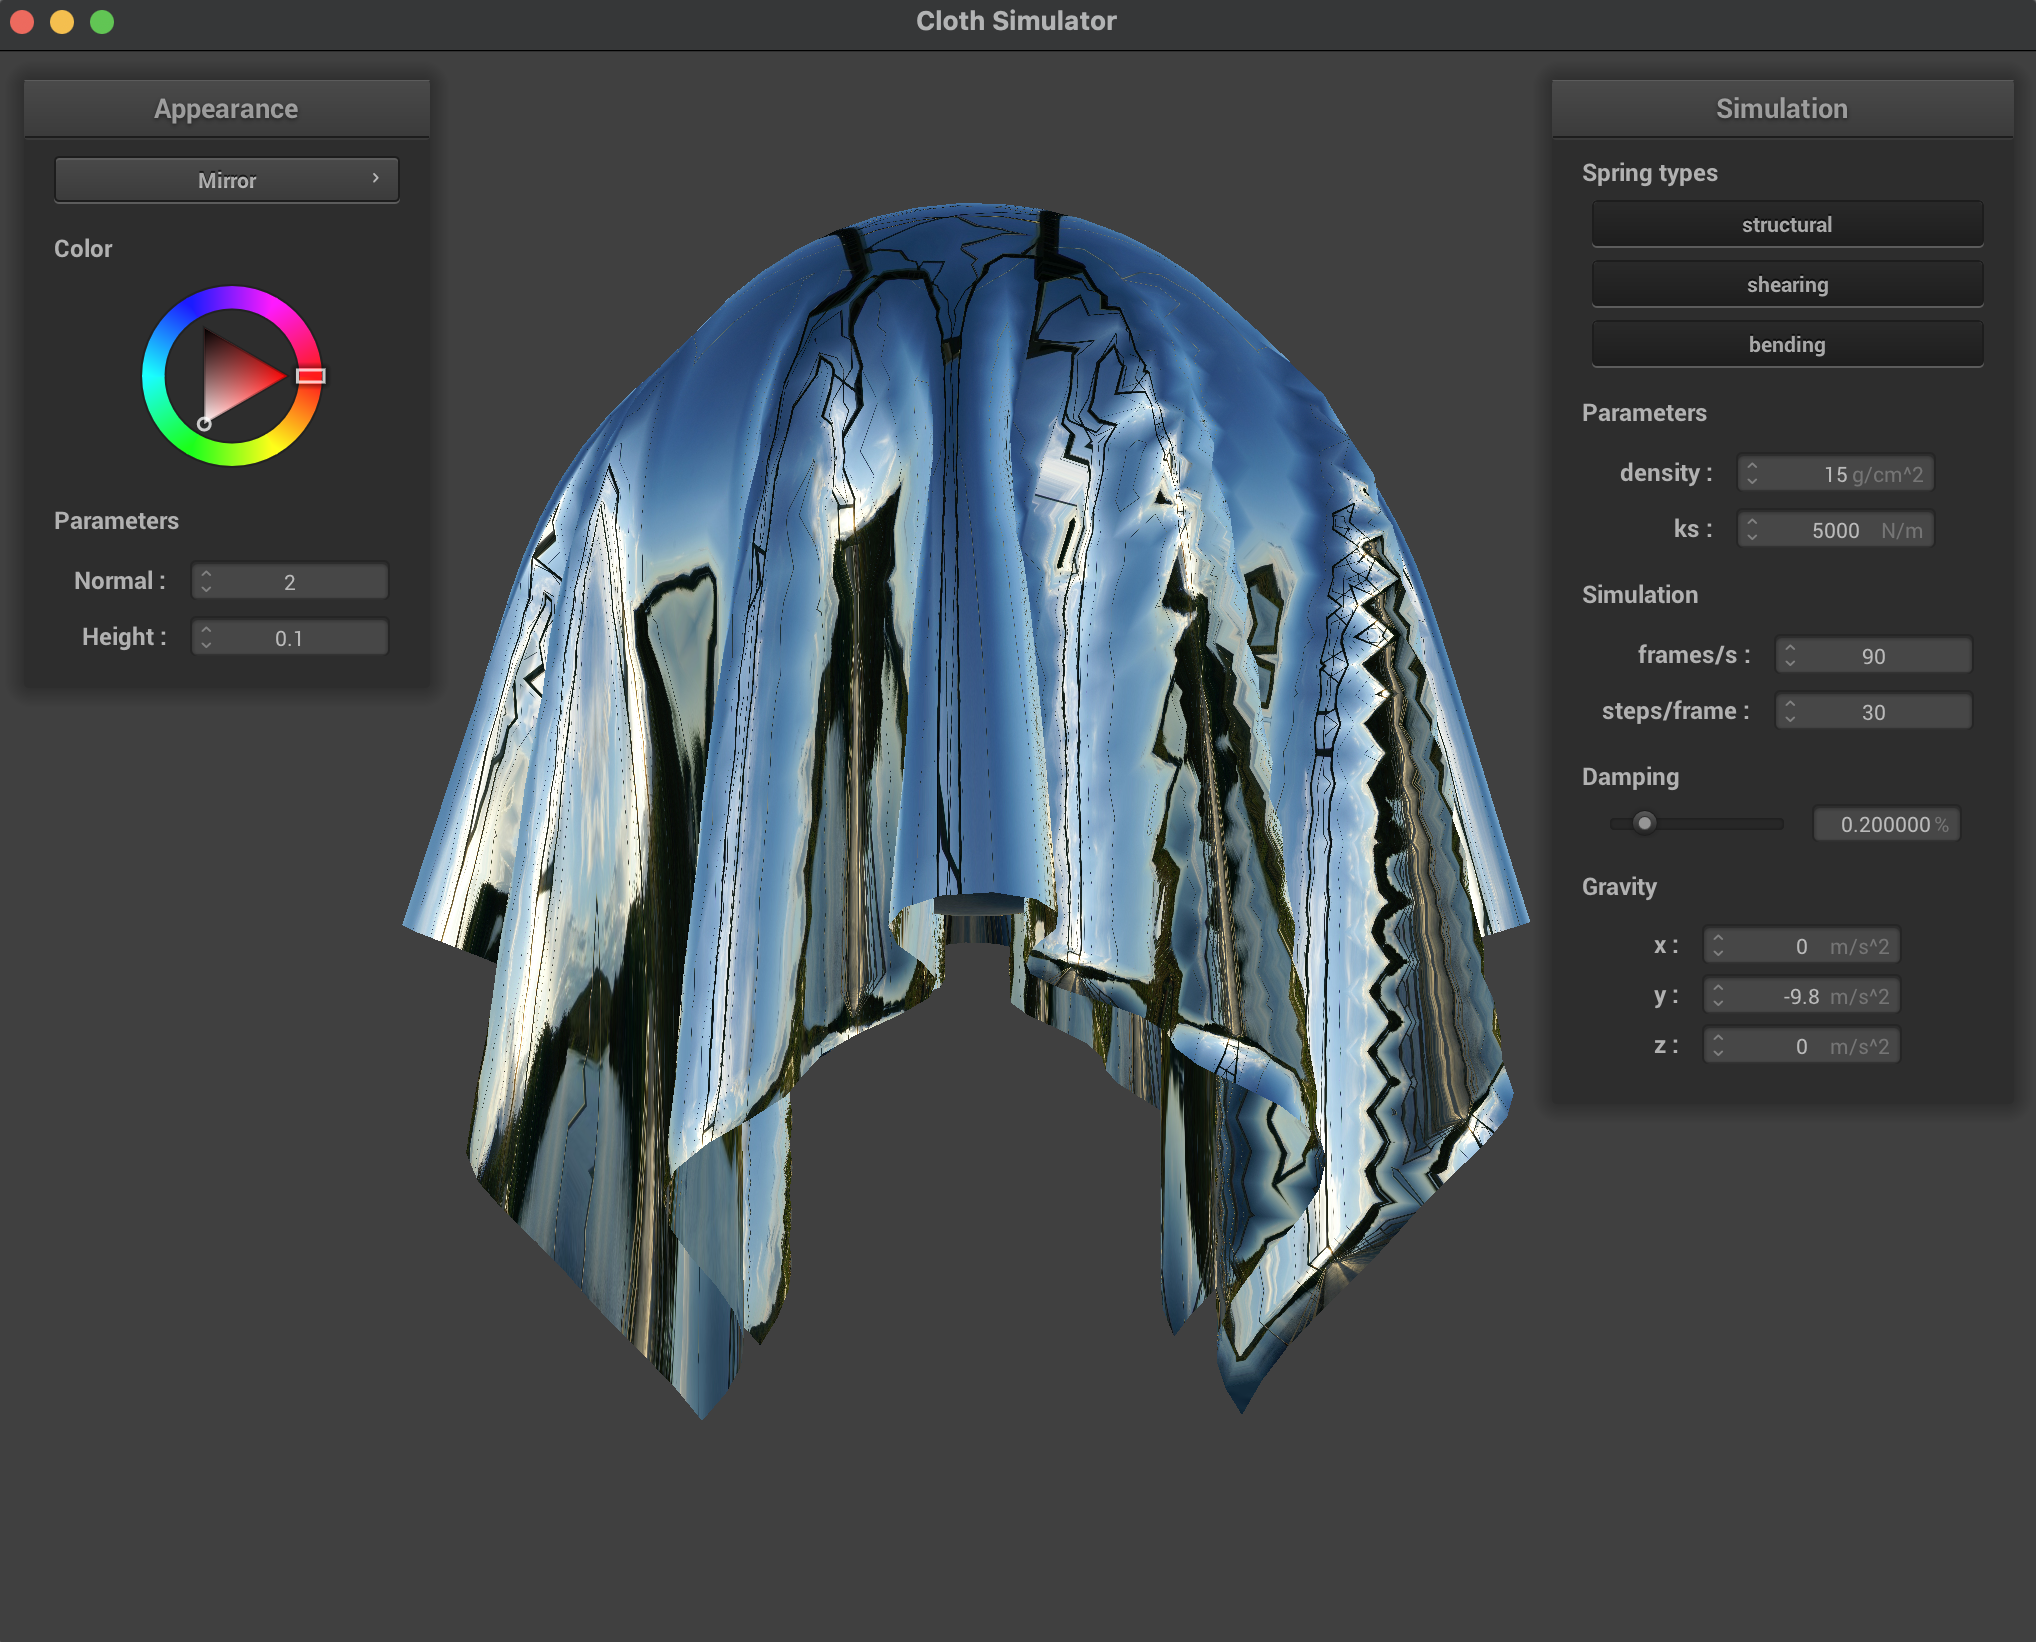 Cloth Simulator
Appearance
Mirror
Color
Parameters
Normal : 2
Height : 0.1
Simulation
Spring types
structural
shearing
bending
Parameters
density : 15 g/cm^2
ks : 5000 N/m
Simulation
frames/s : 90
steps/frame : 30
Damping
0.200000 %
Gravity
x : 0 m/s^2
y : -9.8 m/s^2
z : 0 m/s^2